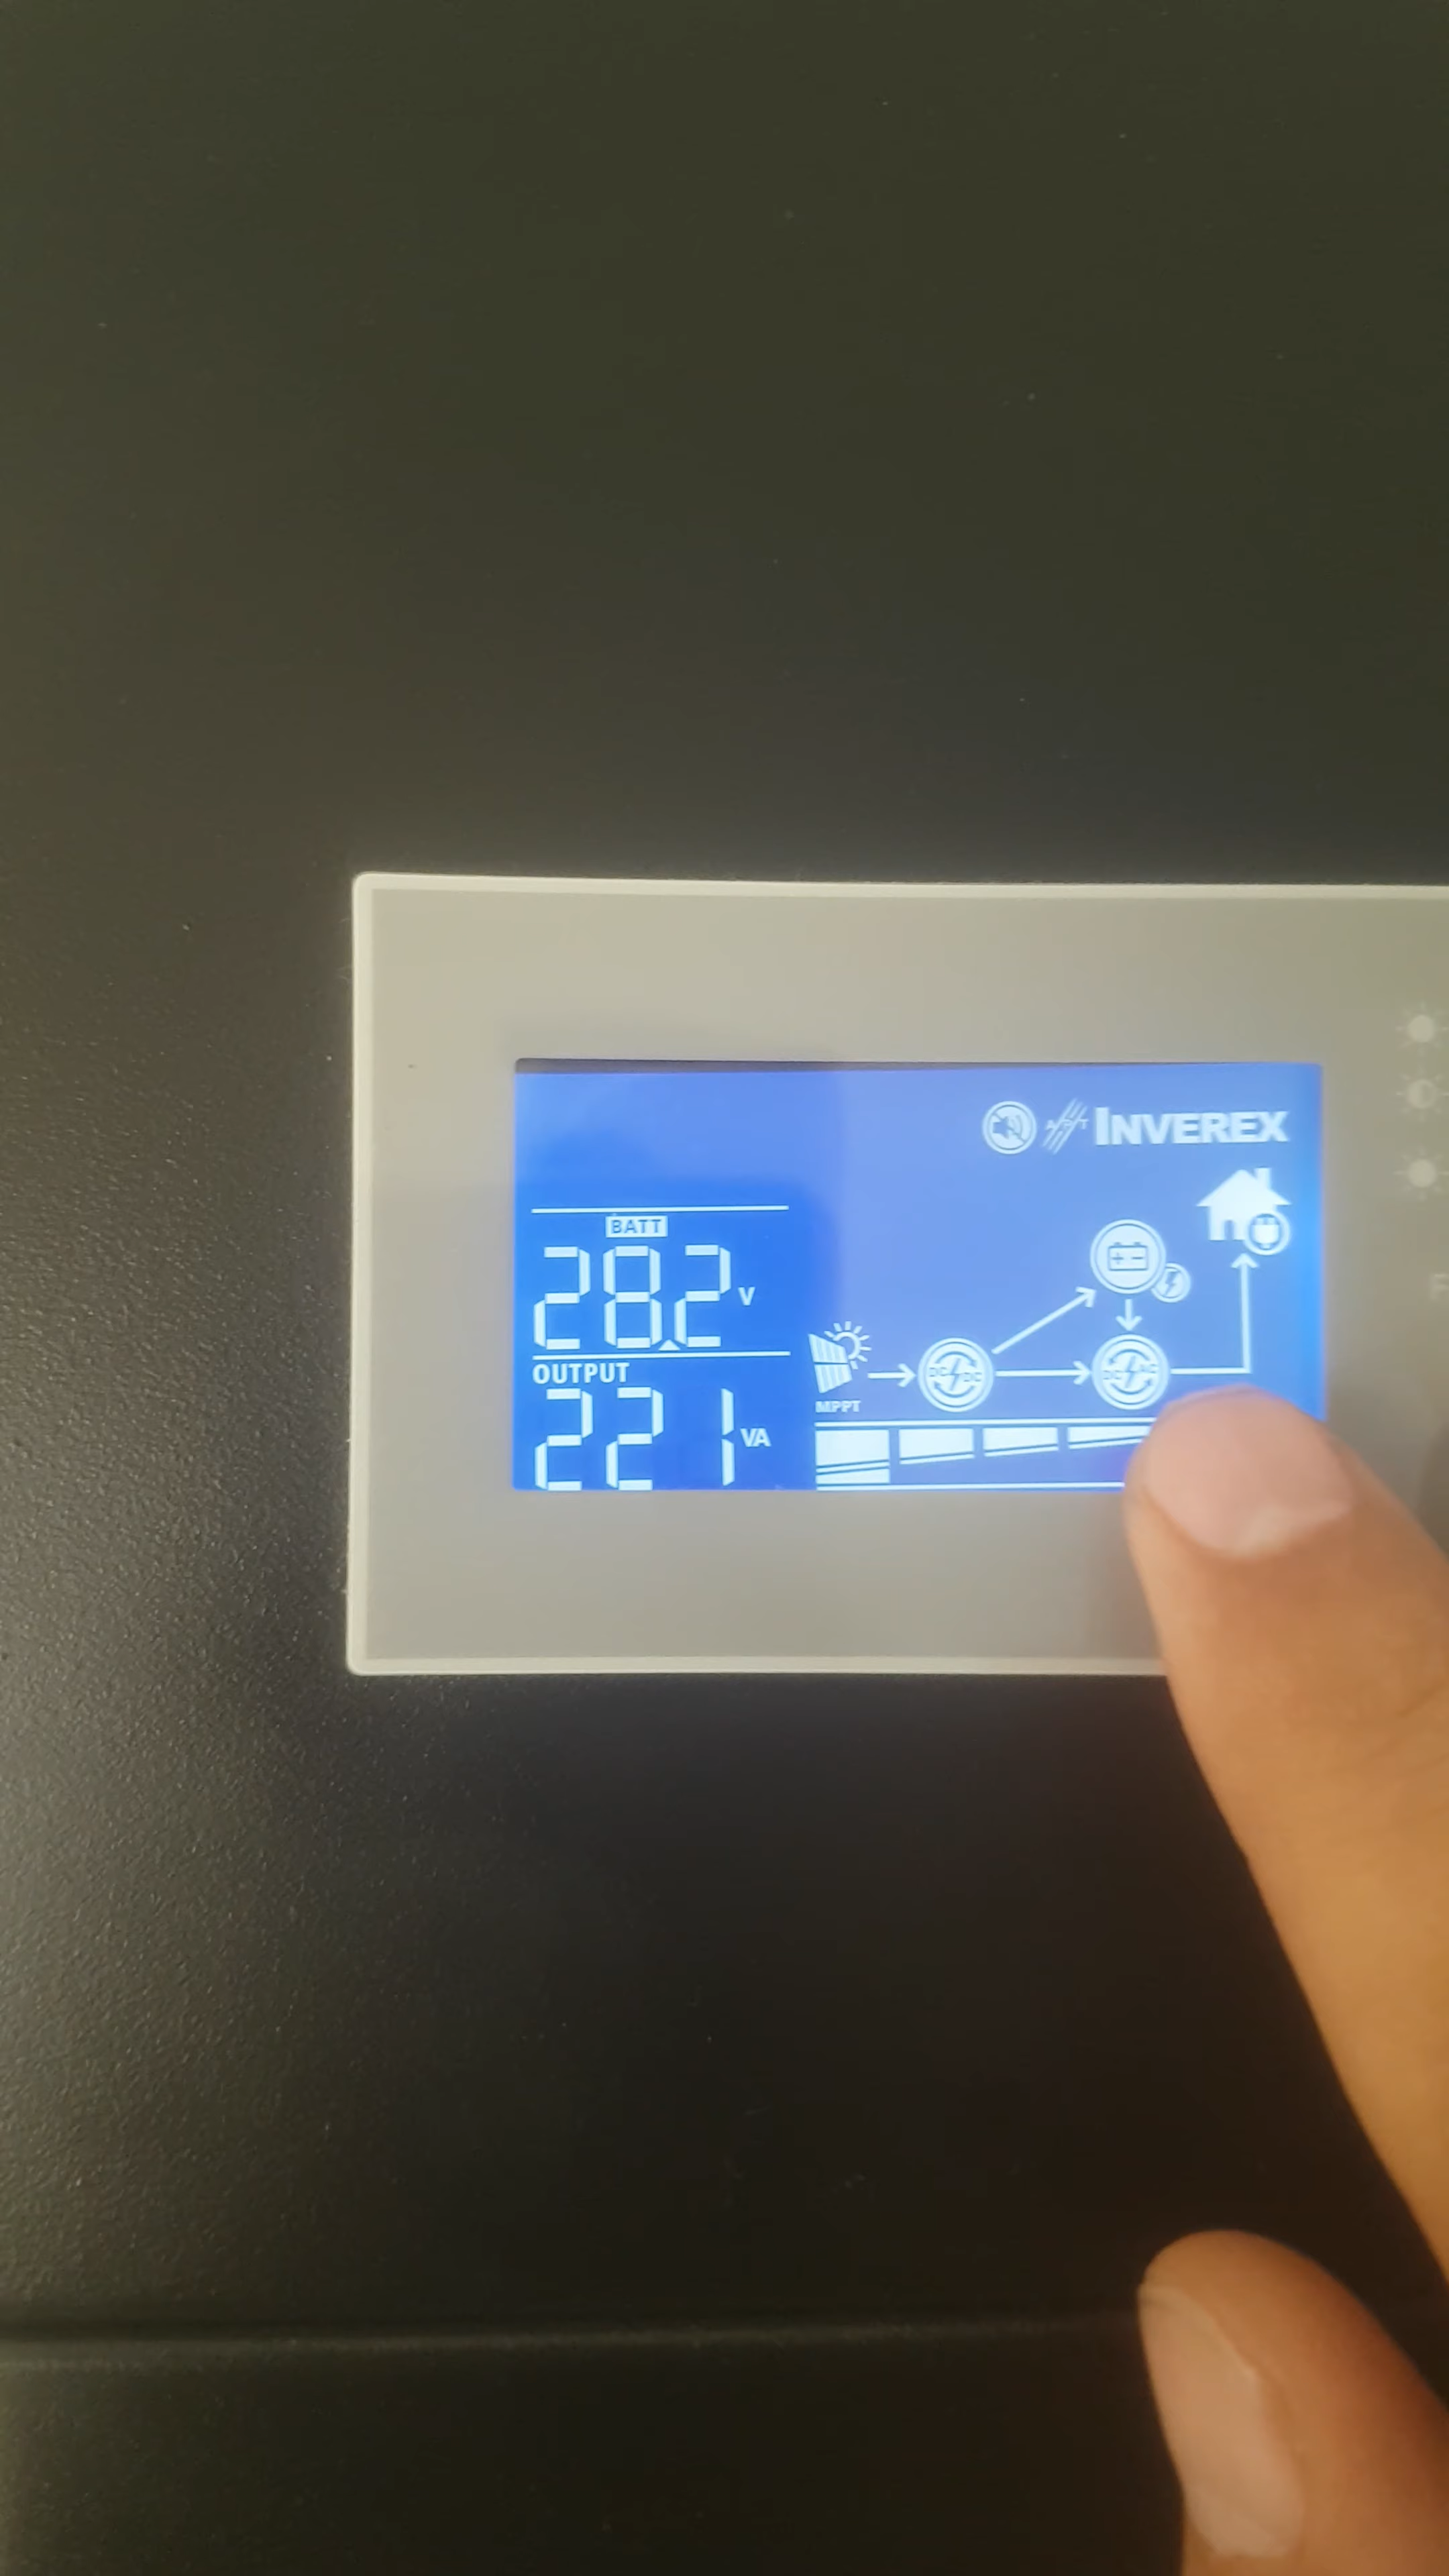 INVEREX
BATT
28.2 V
OUTPUT
221 VA
MPPT